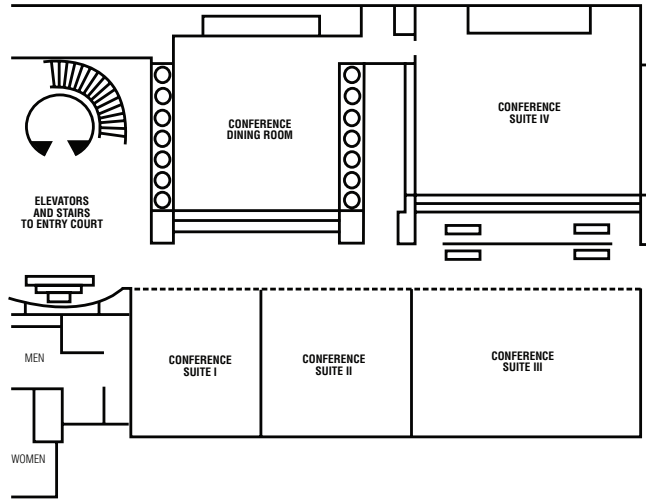 CONFERENCE
DINING ROOM
CONFERENCE
SUITE IV
ELEVATORS
AND STAIRS
TO ENTRY COURT
MEN
CONFERENCE
SUITE I
CONFERENCE
SUITE II
CONFERENCE
SUITE III
WOMEN